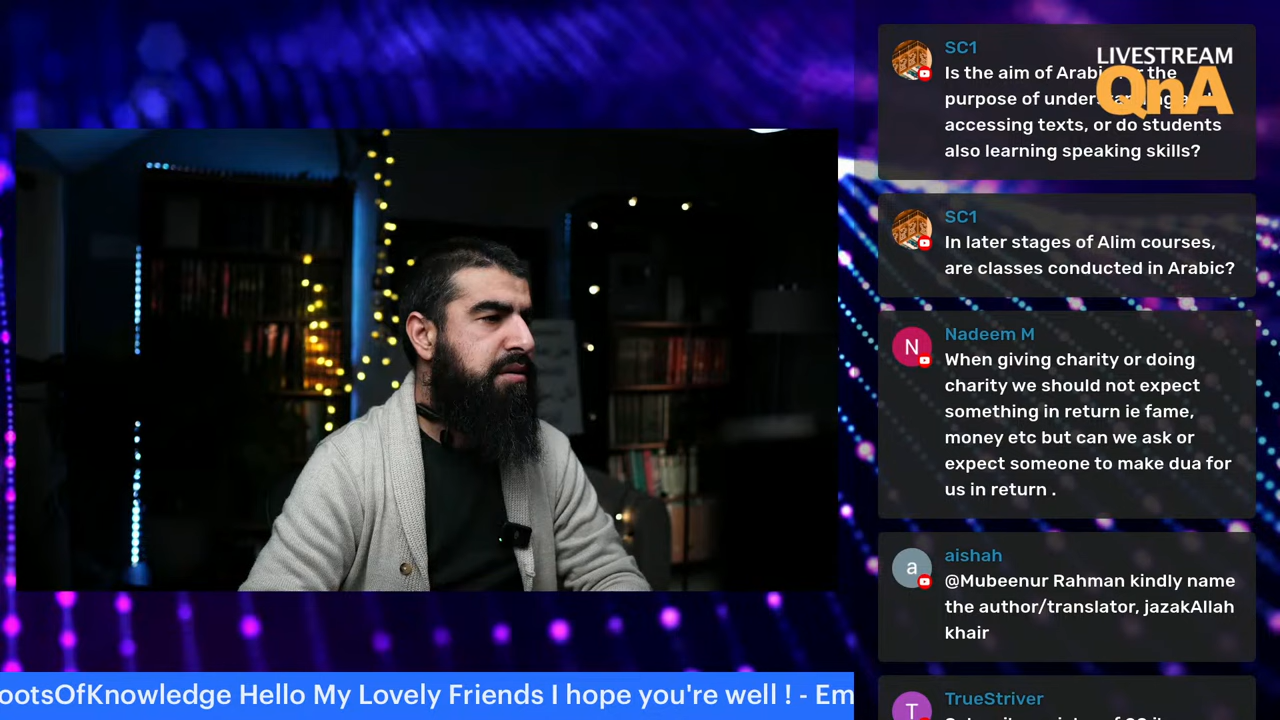 LIVESTREAM
QnA
SC1
Is the aim of Arabic for the
purpose of understanding and
accessing texts, or do students
also learning speaking skills?
SC1
In later stages of Alim courses,
are classes conducted in Arabic?
N
Nadeem M
When giving charity or doing
charity we should not expect
something in return ie fame,
money etc but can we ask or
expect someone to make dua for
us in return .
a
aishah
@Mubeenur Rahman kindly name
the author/translator, jazakAllah
khair
T
TrueStriver
ootsOfKnowledge Hello My Lovely Friends I hope you're well ! - Em